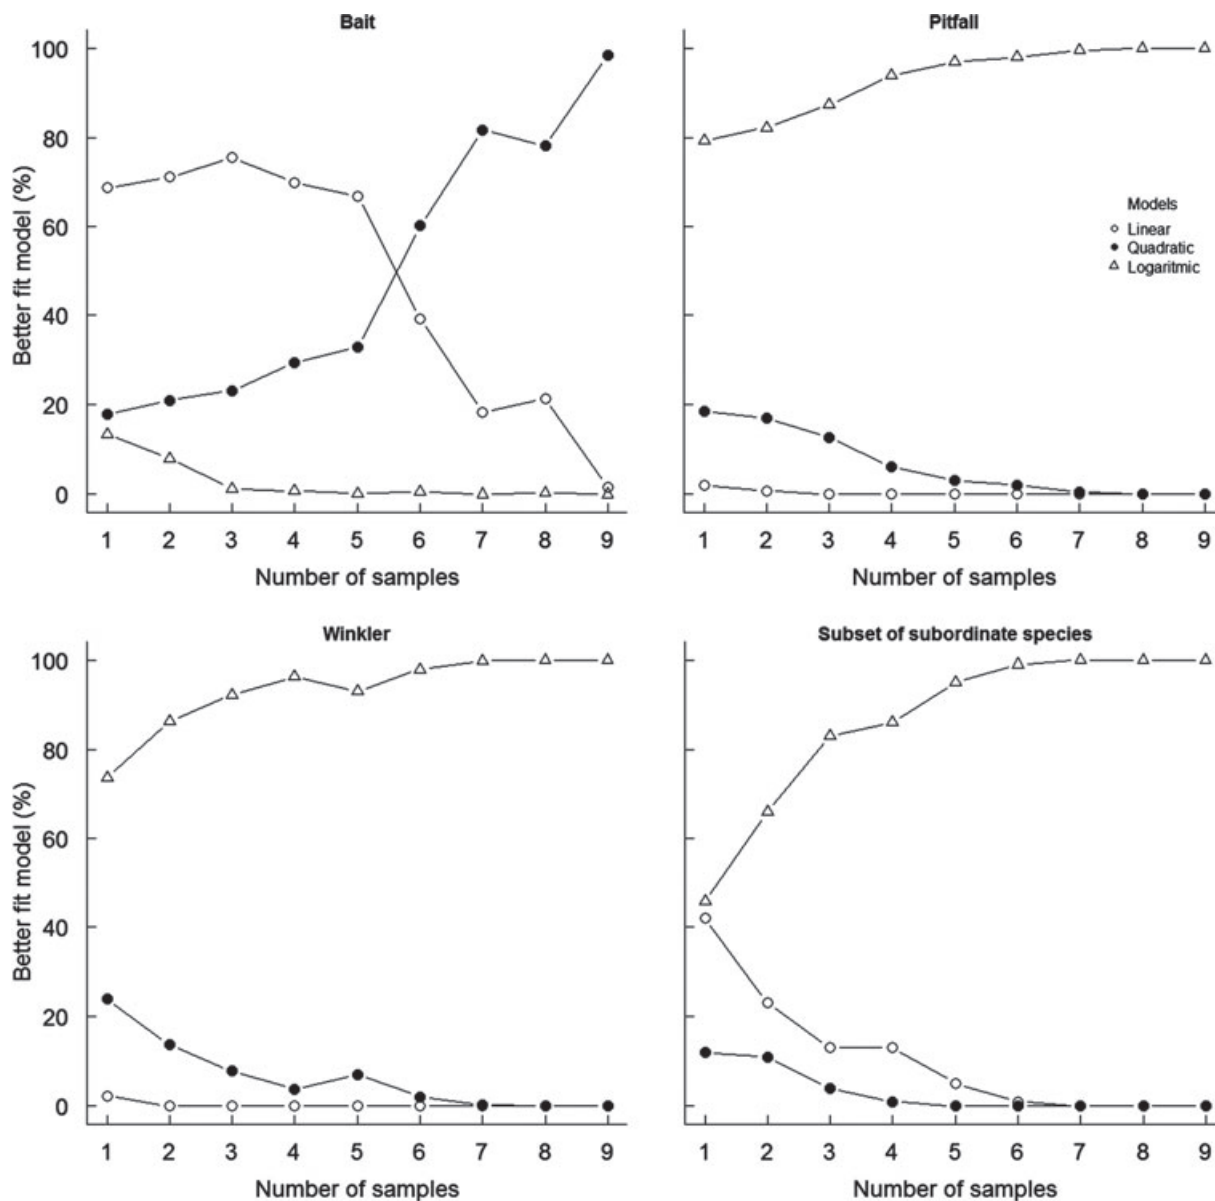 Bait
100
80
60
40
20
0
Better fit model (%)
1 2 3 4 5 6 7 8 9
Number of samples
Pitfall
Models
Linear
Quadratic
Logaritmic
1 2 3 4 5 6 7 8 9
Number of samples
Winkler
100
80
60
40
20
0
Better fit model (%)
1 2 3 4 5 6 7 8 9
Number of samples
Subset of subordinate species
1 2 3 4 5 6 7 8 9
Number of samples